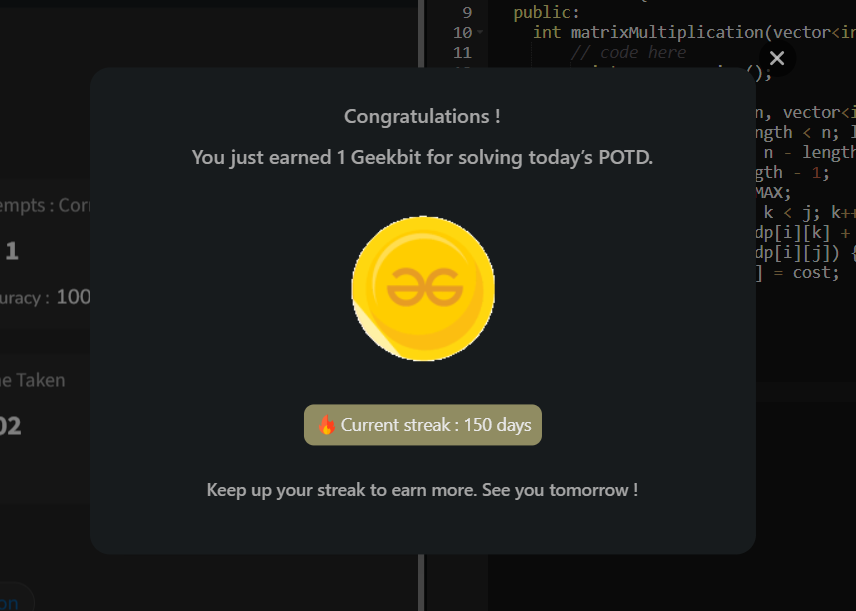 9 public:
10 int matrixMultiplication(vector<in
11 // code here
();
Congratulations !
You just earned 1 Geekbit for solving today’s POTD.
n, vector<i
ngth < n; l
n - length
gth - 1;
MAX;
k < j; k++
dp[i][k] +
dp[i][j]) {
] = cost;
empts : Corr
1
uracy : 100
e Taken
02
Current streak : 150 days
Keep up your streak to earn more. See you tomorrow !
on